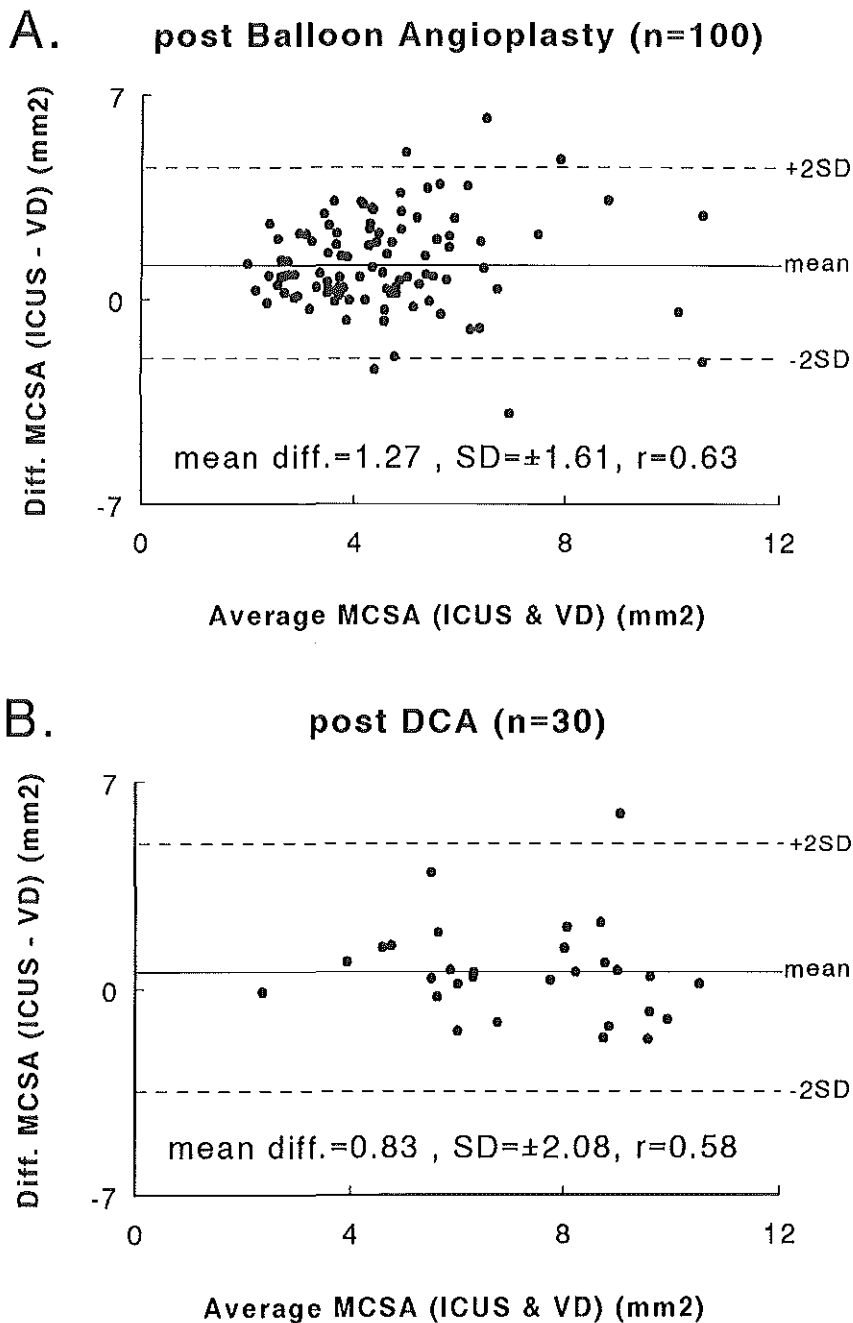 A. post Balloon Angioplasty (n=100)
Diff. MCSA (ICUS - VD) (mm2)
7
+2SD
mean
0
-2SD
mean diff.=1.27 , SD=±1.61, r=0.63
-7
0 4 8 12
Average MCSA (ICUS & VD) (mm2)
B. post DCA (n=30)
Diff. MCSA (ICUS - VD) (mm2)
7
+2SD
mean
0
-2SD
mean diff.=0.83 , SD=±2.08, r=0.58
-7
0 4 8 12
Average MCSA (ICUS & VD) (mm2)